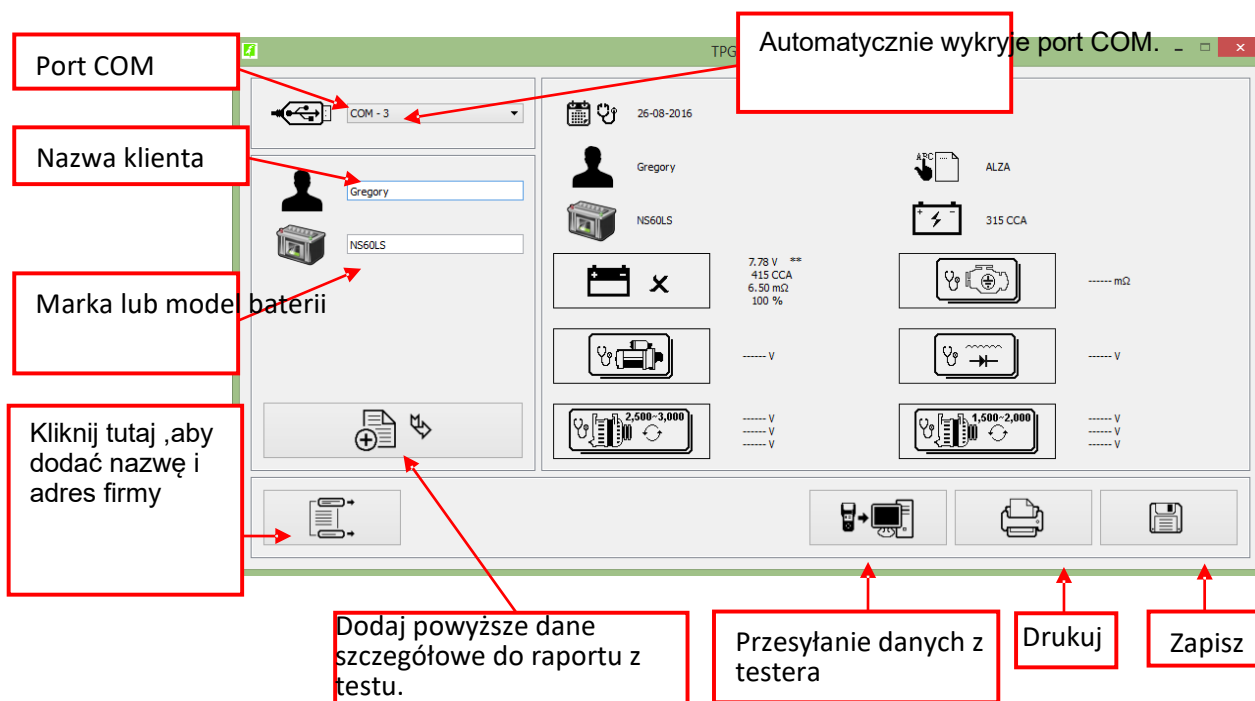 Port COM
TPG
Automatycznie wykryje port COM.
COM - 3
26-08-2016
Nazwa klienta
Gregory
Gregory
ABC
ALZA
NS60LS
NS60LS
315 CCA
Marka lub model baterii
7.78 V **
415 CCA
6.50 mΩ
100 %
------ mΩ
------ V
------ V
Kliknij tutaj ,aby
dodać nazwę i
adres firmy
2,500~3,000
------ V
------ V
------ V
1,500~2,000
------ V
------ V
------ V
Dodaj powyższe dane
szczegółowe do raportu z
testu.
Przesyłanie danych z
testera
Drukuj
Zapisz